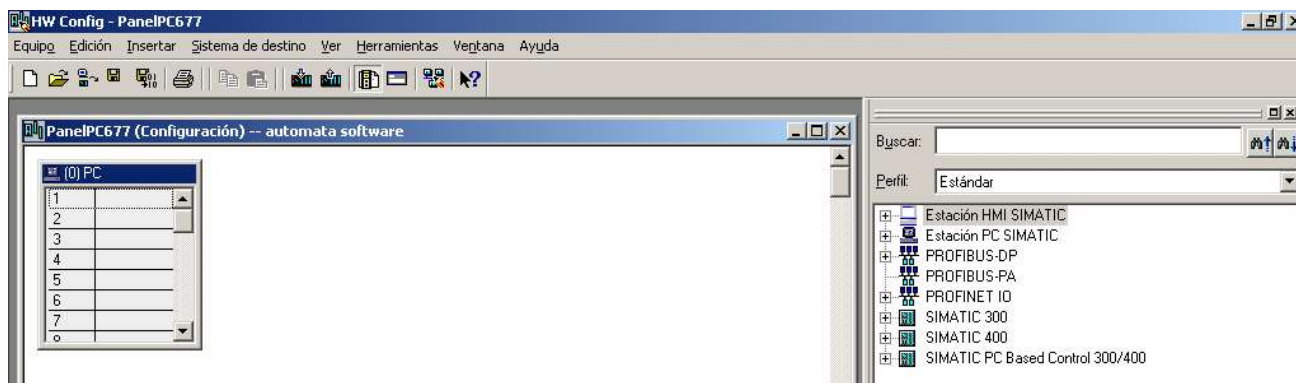 HW Config - PanelPC677
Equipo Edición Insertar Sistema de destino Ver Herramientas Ventana Ayuda
PanelPC677 (Configuración) -- automata software
(0) PC
1
2
3
4
5
6
7
Buscar:
Perfil: Estándar
Estación HMI SIMATIC
Estación PC SIMATIC
PROFIBUS-DP
PROFIBUS-PA
PROFINET IO
SIMATIC 300
SIMATIC 400
SIMATIC PC Based Control 300/400